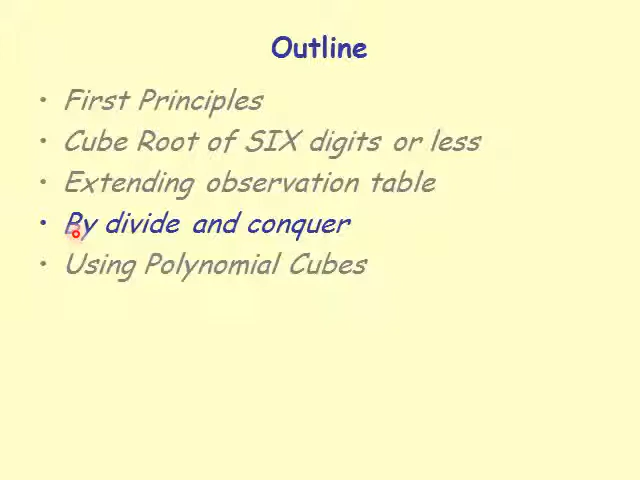 Outline
• First Principles
• Cube Root of SIX digits or less
• Extending observation table
• By divide and conquer
• Using Polynomial Cubes